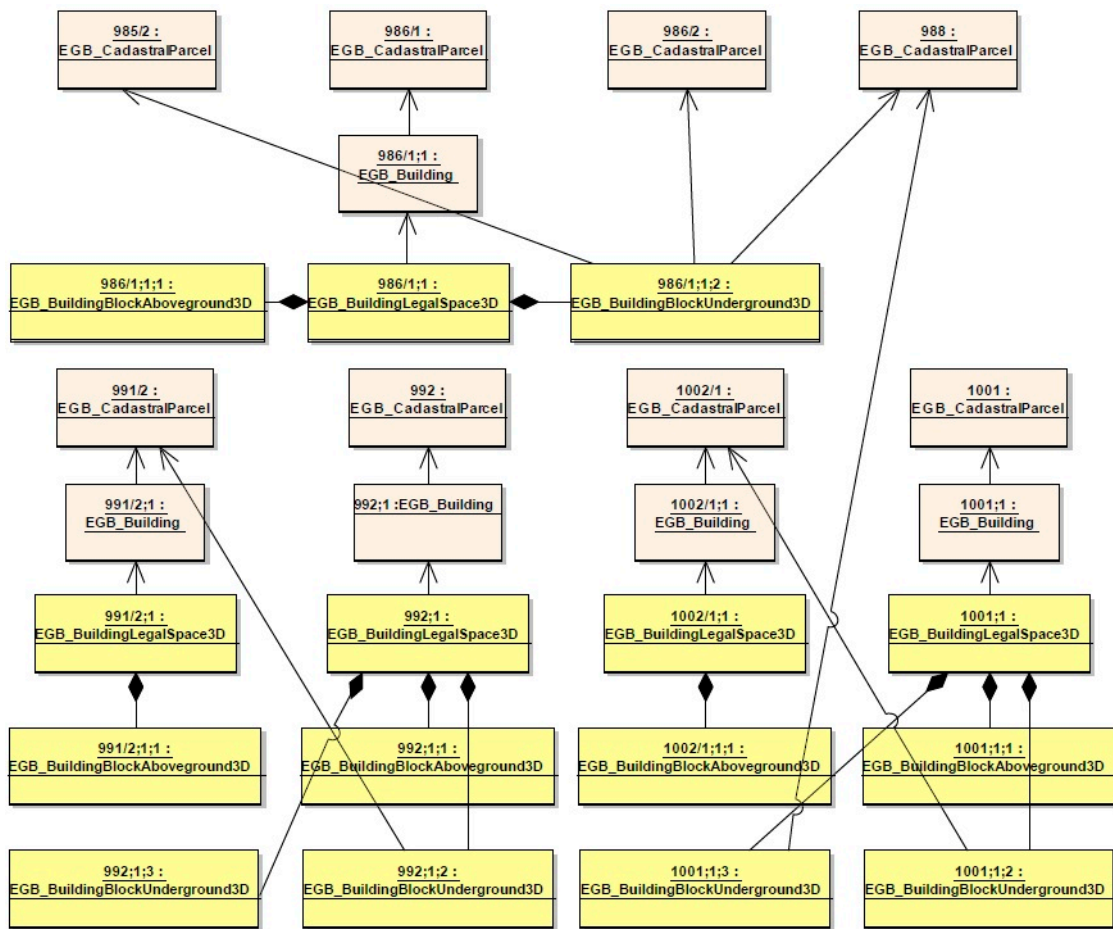 985/2 :
EGB_CadastralParcel
986/1 :
EGB_CadastralParcel
986/2 :
EGB_CadastralParcel
988 :
EGB_CadastralParcel
986/1;1 :
EGB_Building
986/1;1;1 :
EGB_BuildingBlockAboveground3D
986/1;1 :
EGB_BuildingLegalSpace3D
986/1;1;2 :
EGB_BuildingBlockUnderground3D
991/2 :
EGB_CadastralParcel
992 :
EGB_CadastralParcel
1002/1 :
EGB_CadastralParcel
1001 :
EGB_CadastralParcel
991/2;1 :
EGB_Building
992;1 :EGB_Building
1002/1;1 :
EGB_Building
1001;1 :
EGB_Building
991/2;1 :
EGB_BuildingLegalSpace3D
992;1 :
EGB_BuildingLegalSpace3D
1002/1;1 :
EGB_BuildingLegalSpace3D
1001;1 :
EGB_BuildingLegalSpace3D
991/2;1;1 :
EGB_BuildingBlockAboveground3D
992;1;1 :
EGB_BuildingBlockAboveground3D
1002/1;1;1 :
EGB_BuildingBlockAboveground3D
1001;1;1 :
EGB_BuildingBlockAboveground3D
992;1;3 :
EGB_BuildingBlockUnderground3D
992;1;2 :
EGB_BuildingBlockUnderground3D
1001;1;3 :
EGB_BuildingBlockUnderground3D
1001;1;2 :
EGB_BuildingBlockUnderground3D